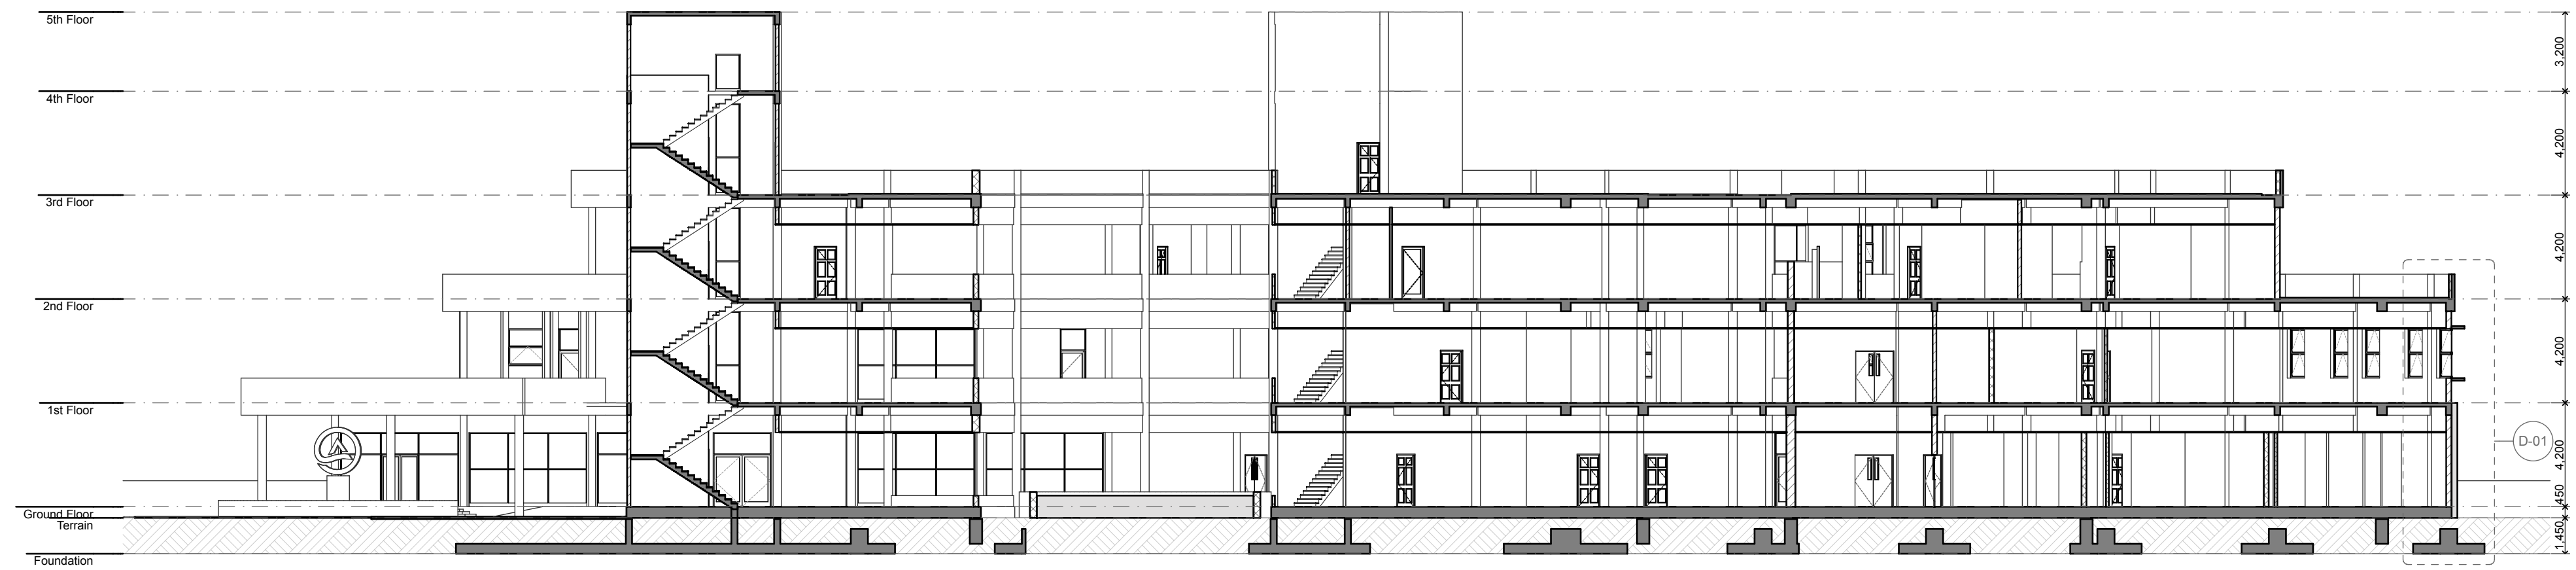 5th Floor
4th Floor
3rd Floor
2nd Floor
1st Floor
Ground Floor
Terrain
Foundation
3,200
4,200
4,200
4,200
4,200
450
1,450
D-01